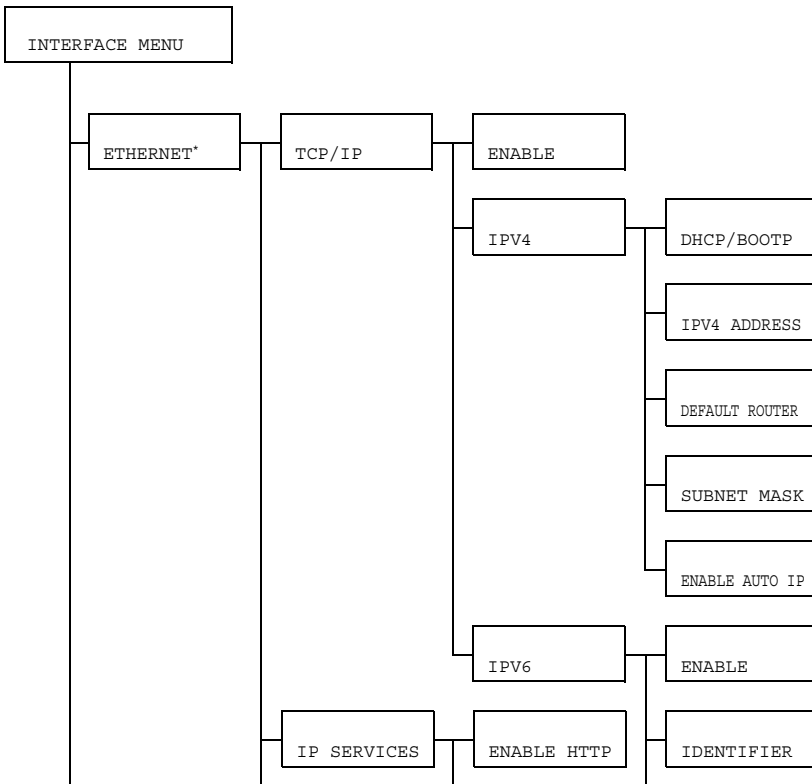 INTERFACE MENU
ETHERNET*
TCP/IP
ENABLE
IPV4
DHCP/BOOTP
IPV4 ADDRESS
DEFAULT ROUTER
SUBNET MASK
ENABLE AUTO IP
IPV6
ENABLE
IP SERVICES
ENABLE HTTP
IDENTIFIER